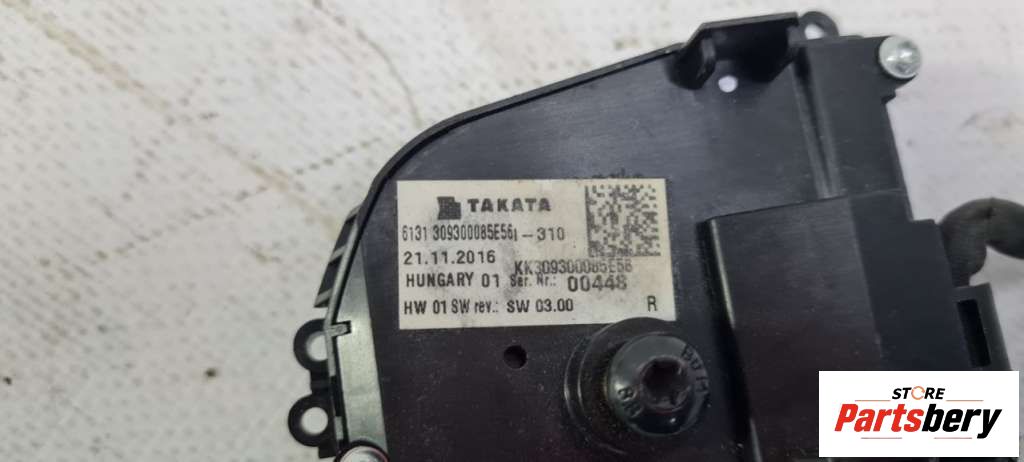 TAKATA
6131 309300085E56I-310
21.11.2016 KK309300085E56
HUNGARY 01 Ser. Nr.: 00448
HW 01 SW rev.: SW 03.00 R
STORE
Partsbery